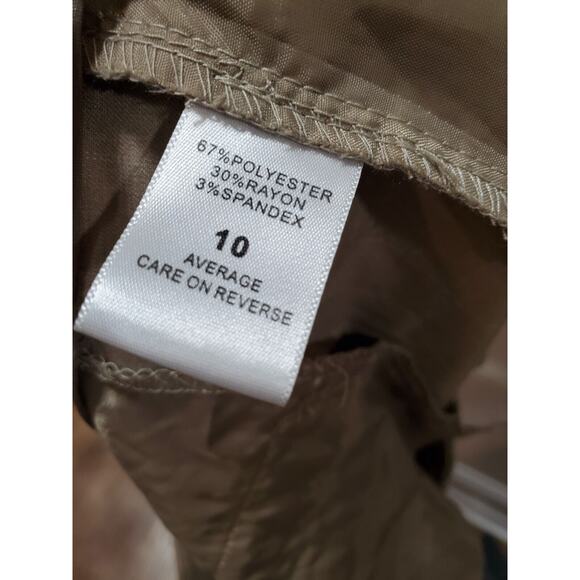 67%POLYESTER
30%RAYON
3%SPANDEX
10
AVERAGE
CARE ON REVERSE